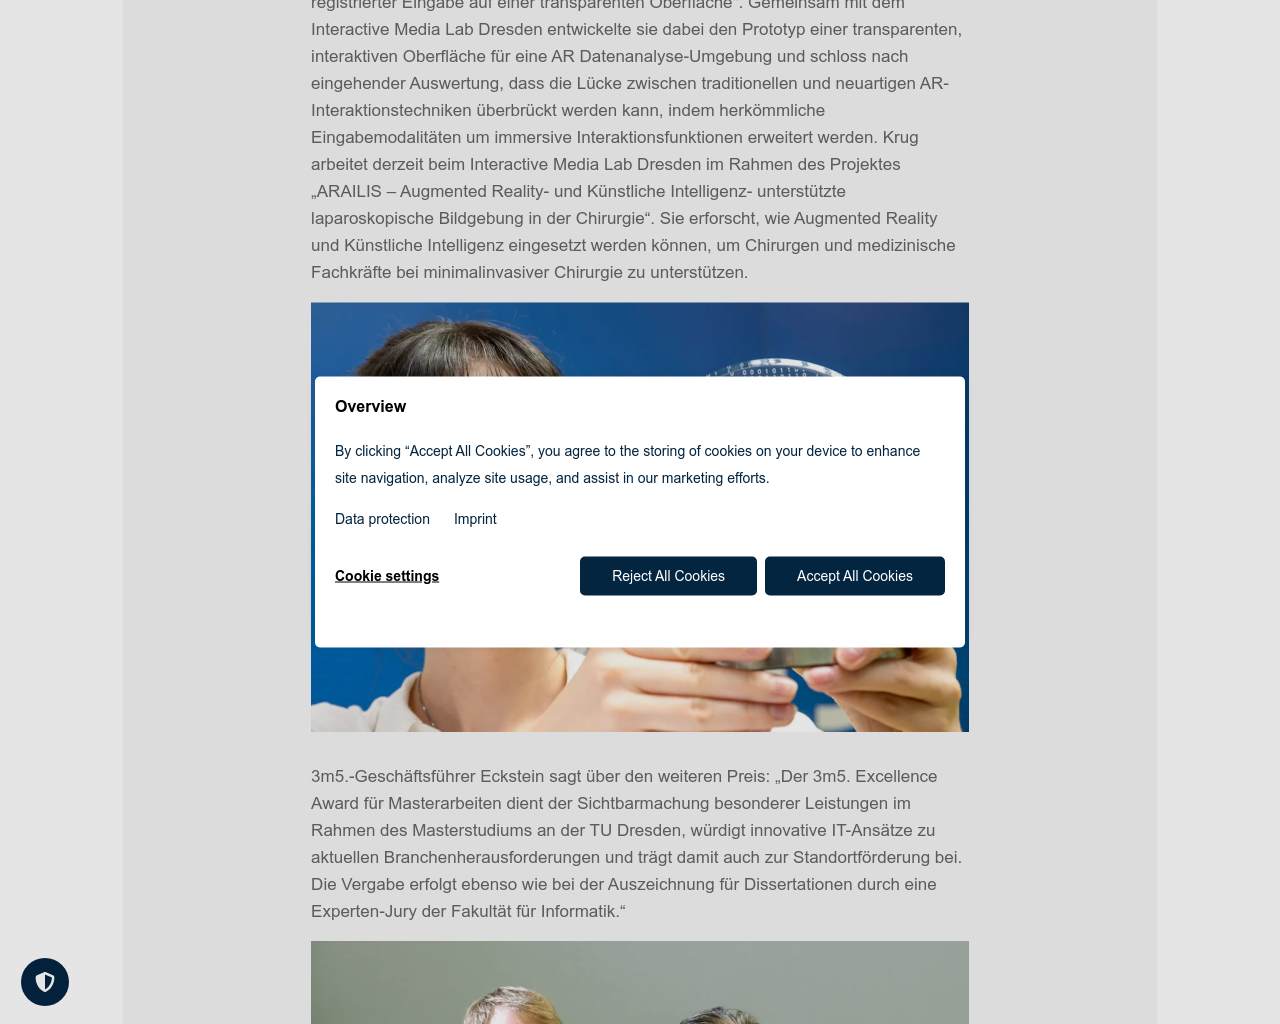 registrierter Eingabe auf einer transparenten Oberfläche“. Gemeinsam mit dem
Interactive Media Lab Dresden entwickelte sie dabei den Prototyp einer transparenten,
interaktiven Oberfläche für eine AR Datenanalyse-Umgebung und schloss nach
eingehender Auswertung, dass die Lücke zwischen traditionellen und neuartigen AR-
Interaktionstechniken überbrückt werden kann, indem herkömmliche
Eingabemodalitäten um immersive Interaktionsfunktionen erweitert werden. Krug
arbeitet derzeit beim Interactive Media Lab Dresden im Rahmen des Projektes
„ARAILIS – Augmented Reality- und Künstliche Intelligenz- unterstützte
laparoskopische Bildgebung in der Chirurgie“. Sie erforscht, wie Augmented Reality
und Künstliche Intelligenz eingesetzt werden können, um Chirurgen und medizinische
Fachkräfte bei minimalinvasiver Chirurgie zu unterstützen.
Overview
By clicking “Accept All Cookies”, you agree to the storing of cookies on your device to enhance
site navigation, analyze site usage, and assist in our marketing efforts.
Data protection Imprint
Cookie settings Reject All Cookies Accept All Cookies
3m5.-Geschäftsführer Eckstein sagt über den weiteren Preis: „Der 3m5. Excellence
Award für Masterarbeiten dient der Sichtbarmachung besonderer Leistungen im
Rahmen des Masterstudiums an der TU Dresden, würdigt innovative IT-Ansätze zu
aktuellen Branchenherausforderungen und trägt damit auch zur Standortförderung bei.
Die Vergabe erfolgt ebenso wie bei der Auszeichnung für Dissertationen durch eine
Experten-Jury der Fakultät für Informatik.“